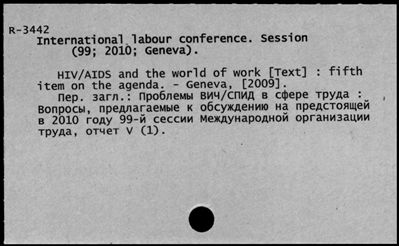 R-3442
International labour conference. Session
(99; 2010; Geneva).
HIV/AIDS and the world of work [Text] : fifth
item on the agenda. - Geneva, [2009].
Пер. загл.: Проблемы ВИЧ/СПИД в сфере труда :
Вопросы, предлагаемые к обсуждению на предстоящей
в 2010 году 99-й сессии Международной организации
труда, отчет V (1).